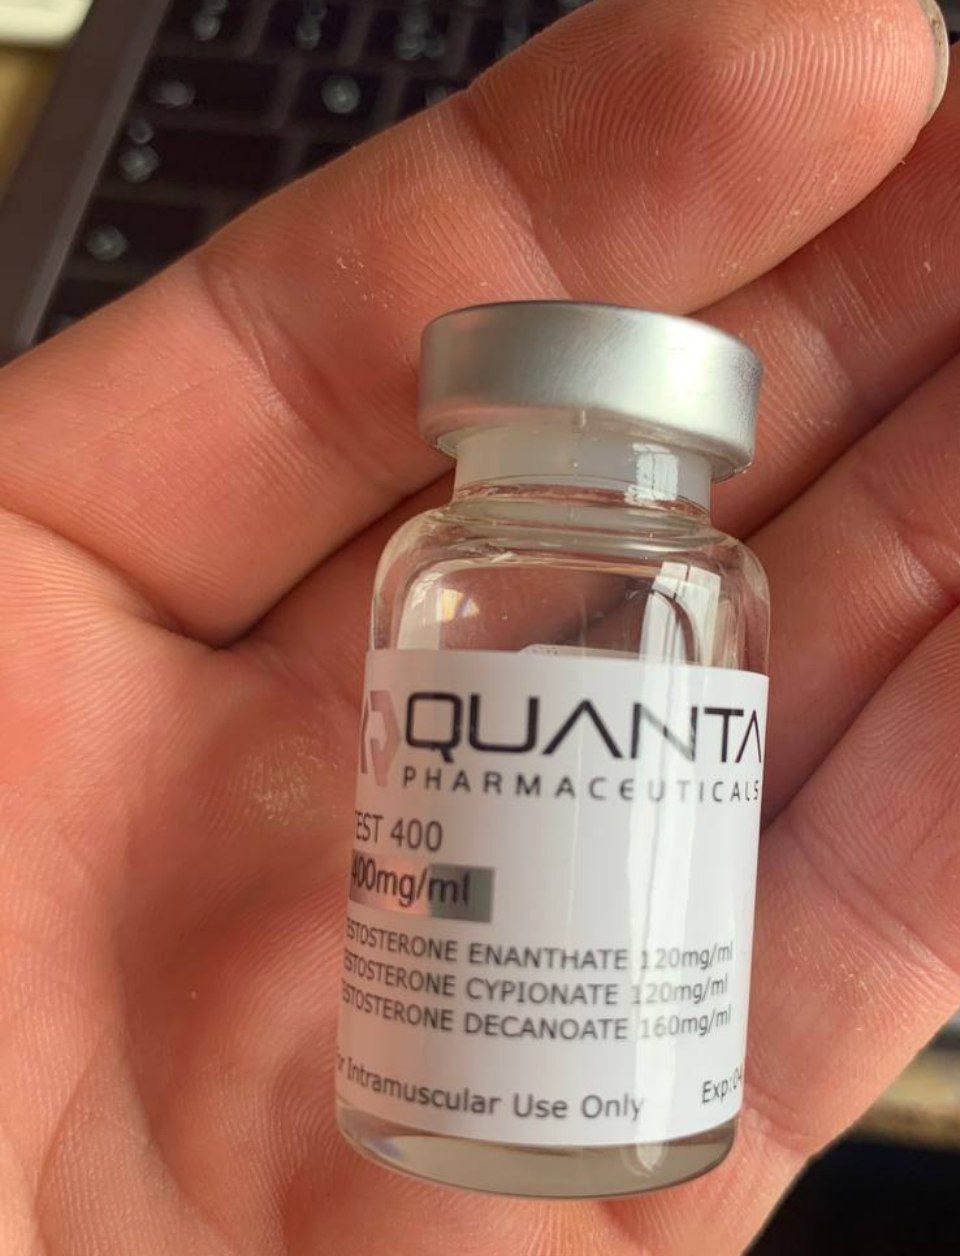 QUANTA
PHARMACEUTICALS
EST 400
400mg/ml
ESTOSTERONE ENANTHATE 120mg/ml
ESTOSTERONE CYPIONATE 120mg/ml
ESTOSTERONE DECANOATE 160mg/ml
r Intramuscular Use Only
Exp:04